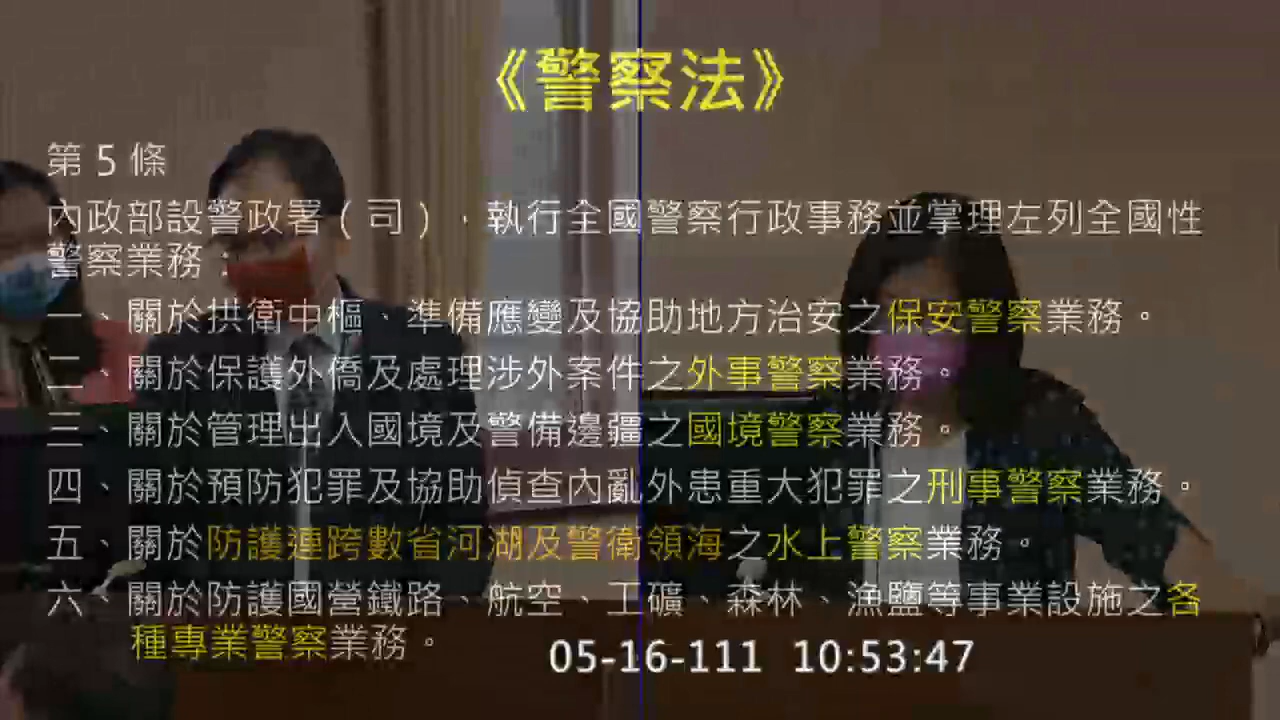 《警察法》
第 5 條
內政部設警政署（司），執行全國警察行政事務並掌理左列全國性
警察業務：
一、關於拱衛中樞、準備應變及協助地方治安之保安警察業務。
二、關於保護外僑及處理涉外案件之外事警察業務。
三、關於管理出入國境及警備邊疆之國境警察業務。
四、關於預防犯罪及協助偵查內亂外患重大犯罪之刑事警察業務。
五、關於防護連跨數省河湖及警衛領海之水上警察業務。
六、關於防護國營鐵路、航空、工礦、森林、漁鹽等事業設施之各
種專業警察業務。
05-16-111 10:53:47